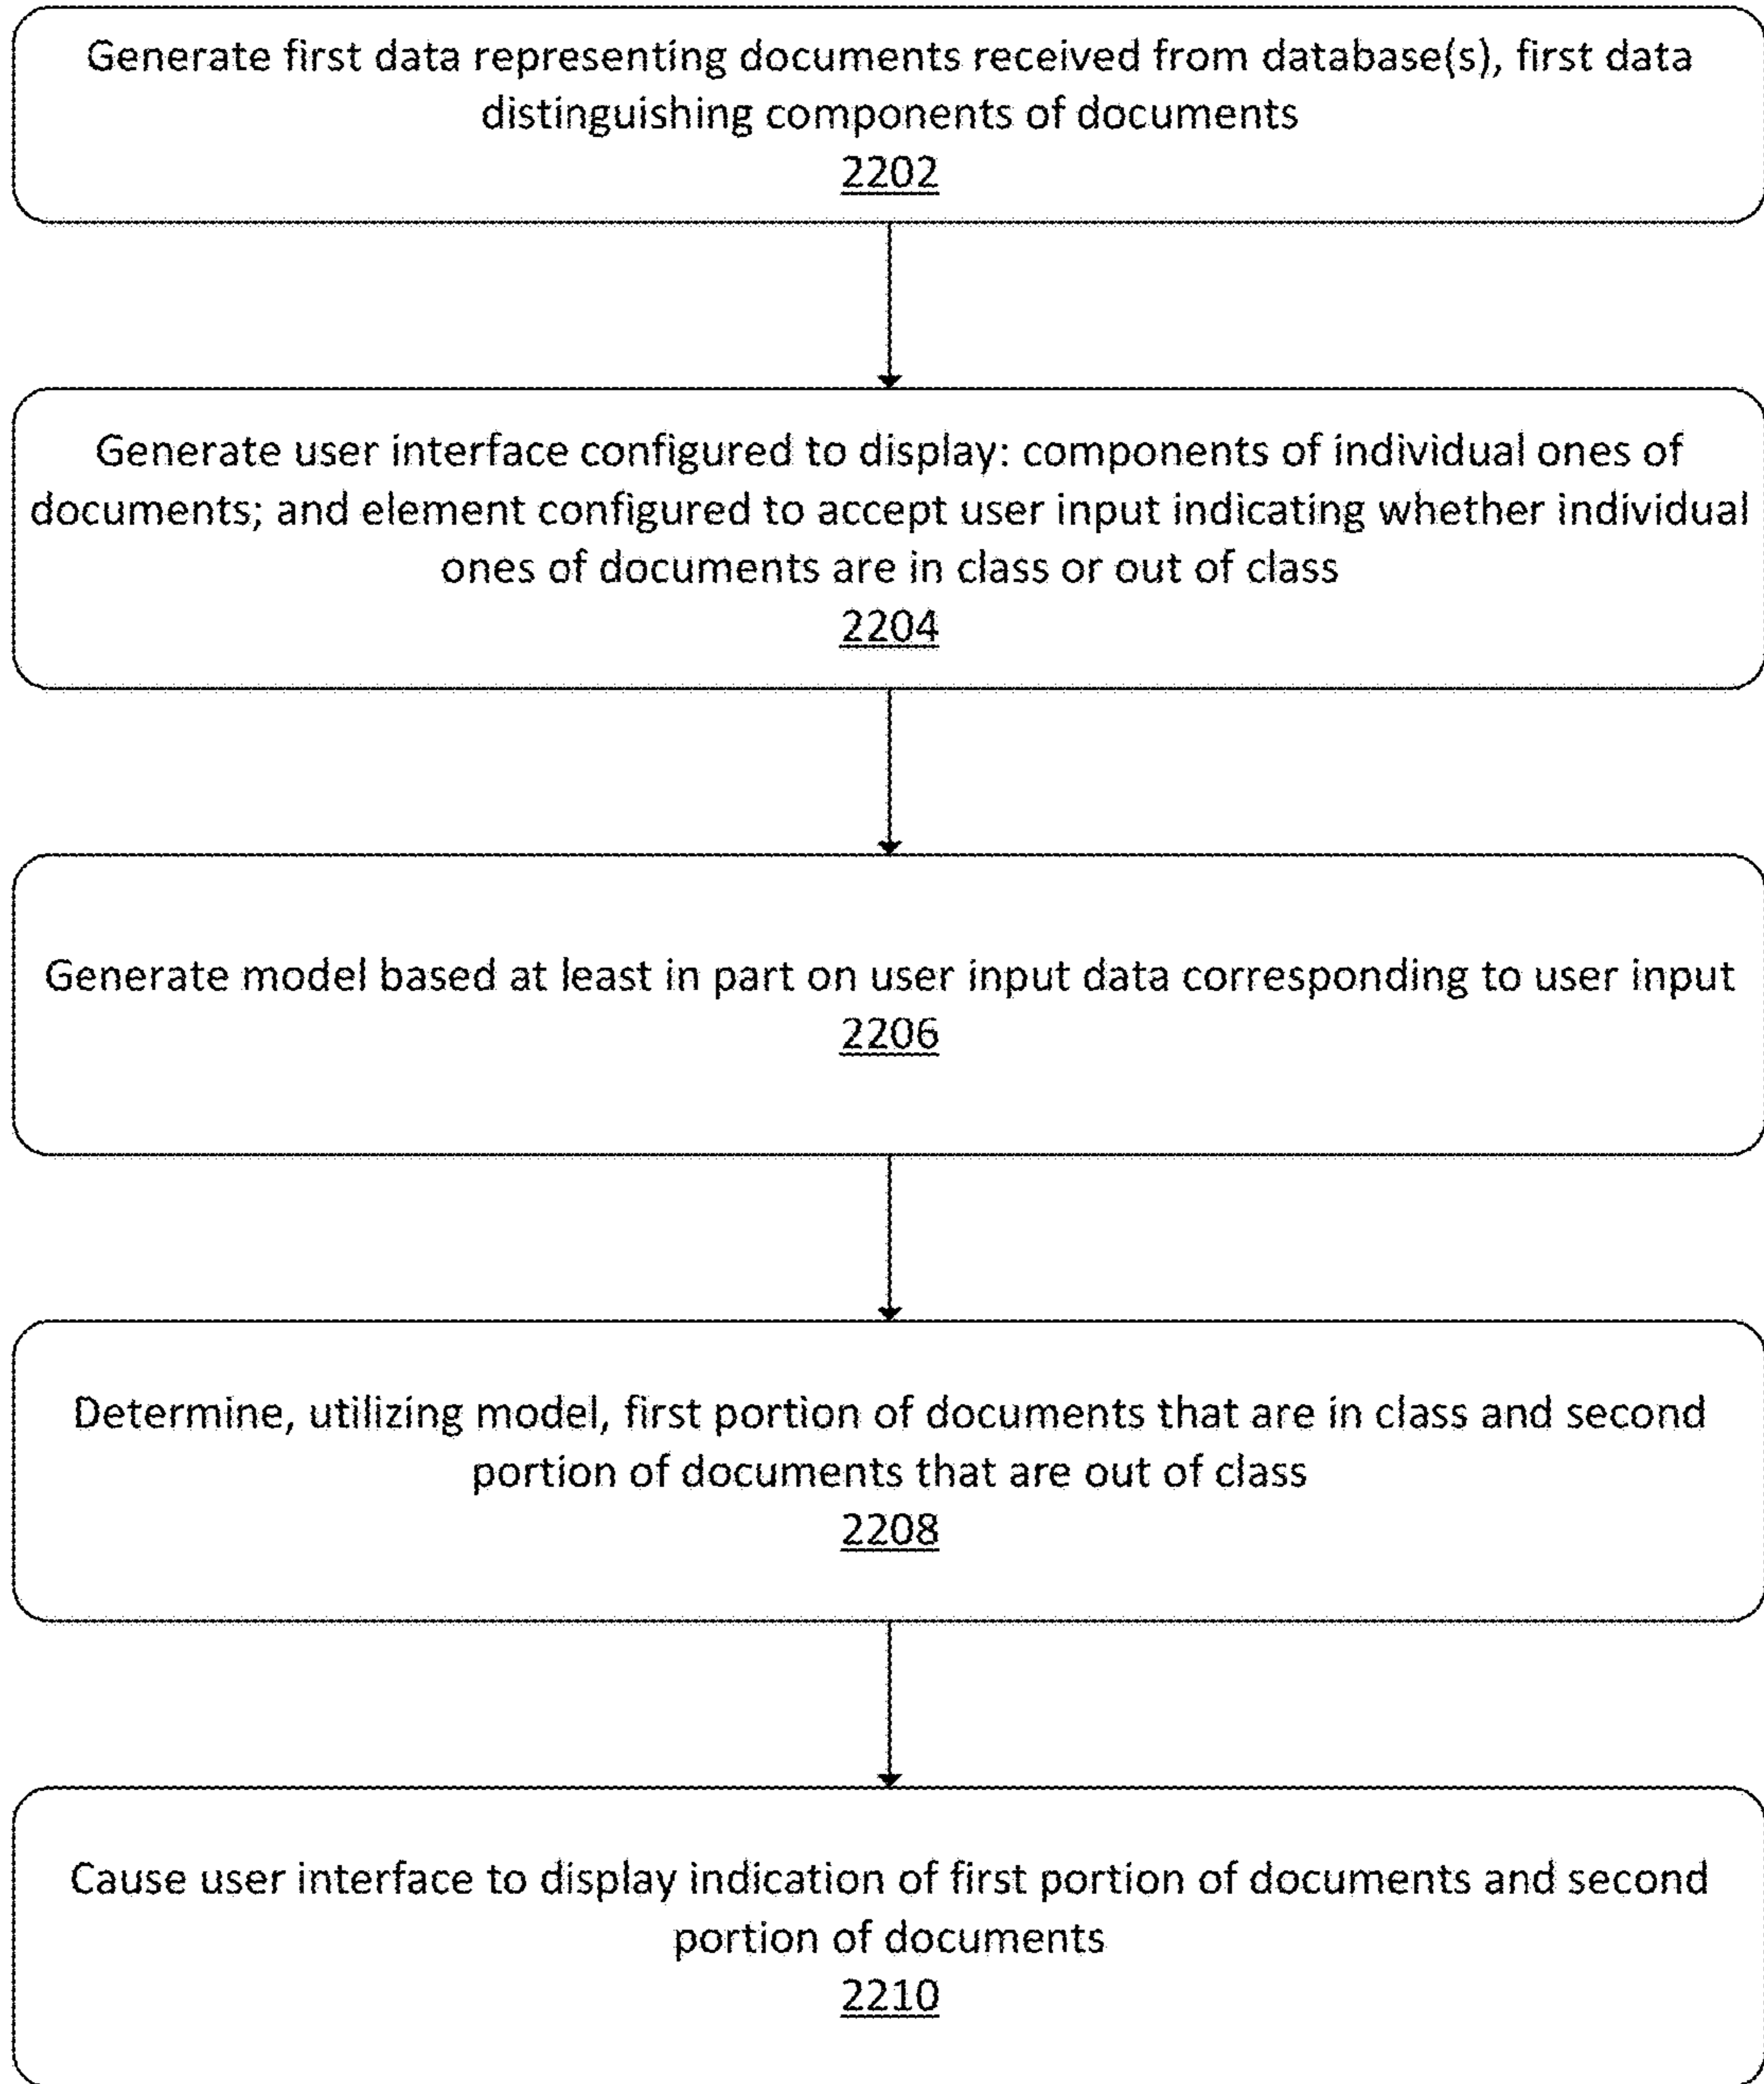 Generate first data representing documents received from database(s), first data
distinguishing components of documents
2202
Generate user interface configured to display: components of individual ones of
documents; and element configured to accept user input indicating whether individual
ones of documents are in class or out of class
2204
Generate model based at least in part on user input data corresponding to user input
2206
Determine, utilizing model, first portion of documents that are in class and second
portion of documents that are out of class
2208
Cause user interface to display indication of first portion of documents and second
portion of documents
2210